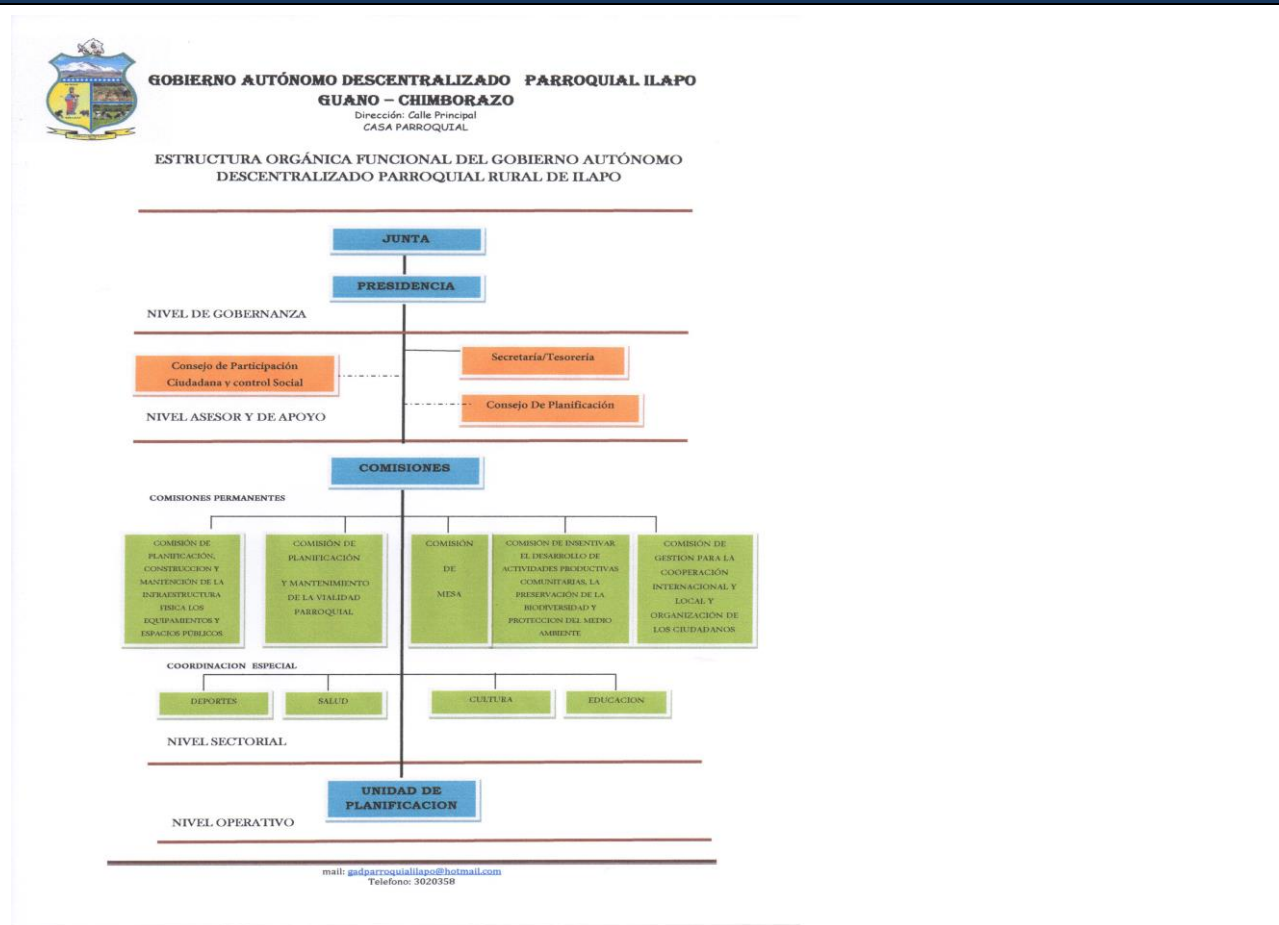 GOBIERNO AUTÓNOMO DESCENTRALIZADO PARROQUIAL ILAPO
GUANO – CHIMBORAZO
Dirección: Calle Principal
CASA PARROQUIAL
ESTRUCTURA ORGÁNICA FUNCIONAL DEL GOBIERNO AUTÓNOMO
DESCENTRALIZADO PARROQUIAL RURAL DE ILAPO
JUNTA
PRESIDENCIA
NIVEL DE GOBERNANZA
Consejo de Participación
Ciudadana y control Social
Secretaría/Tesorería
Consejo De Planificación
NIVEL ASESOR Y DE APOYO
COMISIONES
COMISIONES PERMANENTES
COMISIÓN DE
PLANIFICACIÓN,
CONSTRUCCION Y
MANTENCIÓN DE LA
INFRAESTRUCTURA
FISICA LOS
EQUIPAMIENTOS Y
ESPACIOS PÚBLICOS
COMISIÓN DE
PLANIFICACIÓN
Y MANTENIMIENTO
DE LA VIALIDAD
PARROQUIAL
COMISIÓN
DE
MESA
COMISIÓN DE INSENTIVAR
EL DESARROLLO DE
ACTIVIDADES PRODUCTIVAS
COMUNITARIAS, LA
PRESERVACIÓN DE LA
BIODIVERSIDAD Y
PROTECCION DEL MEDIO
AMBIENTE
COMISIÓN DE
GESTION PARA LA
COOPERACIÓN
INTERNACIONAL Y
LOCAL Y
ORGANIZACIÓN DE
LOS CIUDADANOS
COORDINACION ESPECIAL
DEPORTES
SALUD
CULTURA
EDUCACION
NIVEL SECTORIAL
UNIDAD DE
PLANIFICACION
NIVEL OPERATIVO
mail: gadparroquialilapo@hotmail.com
Telefono: 3020358